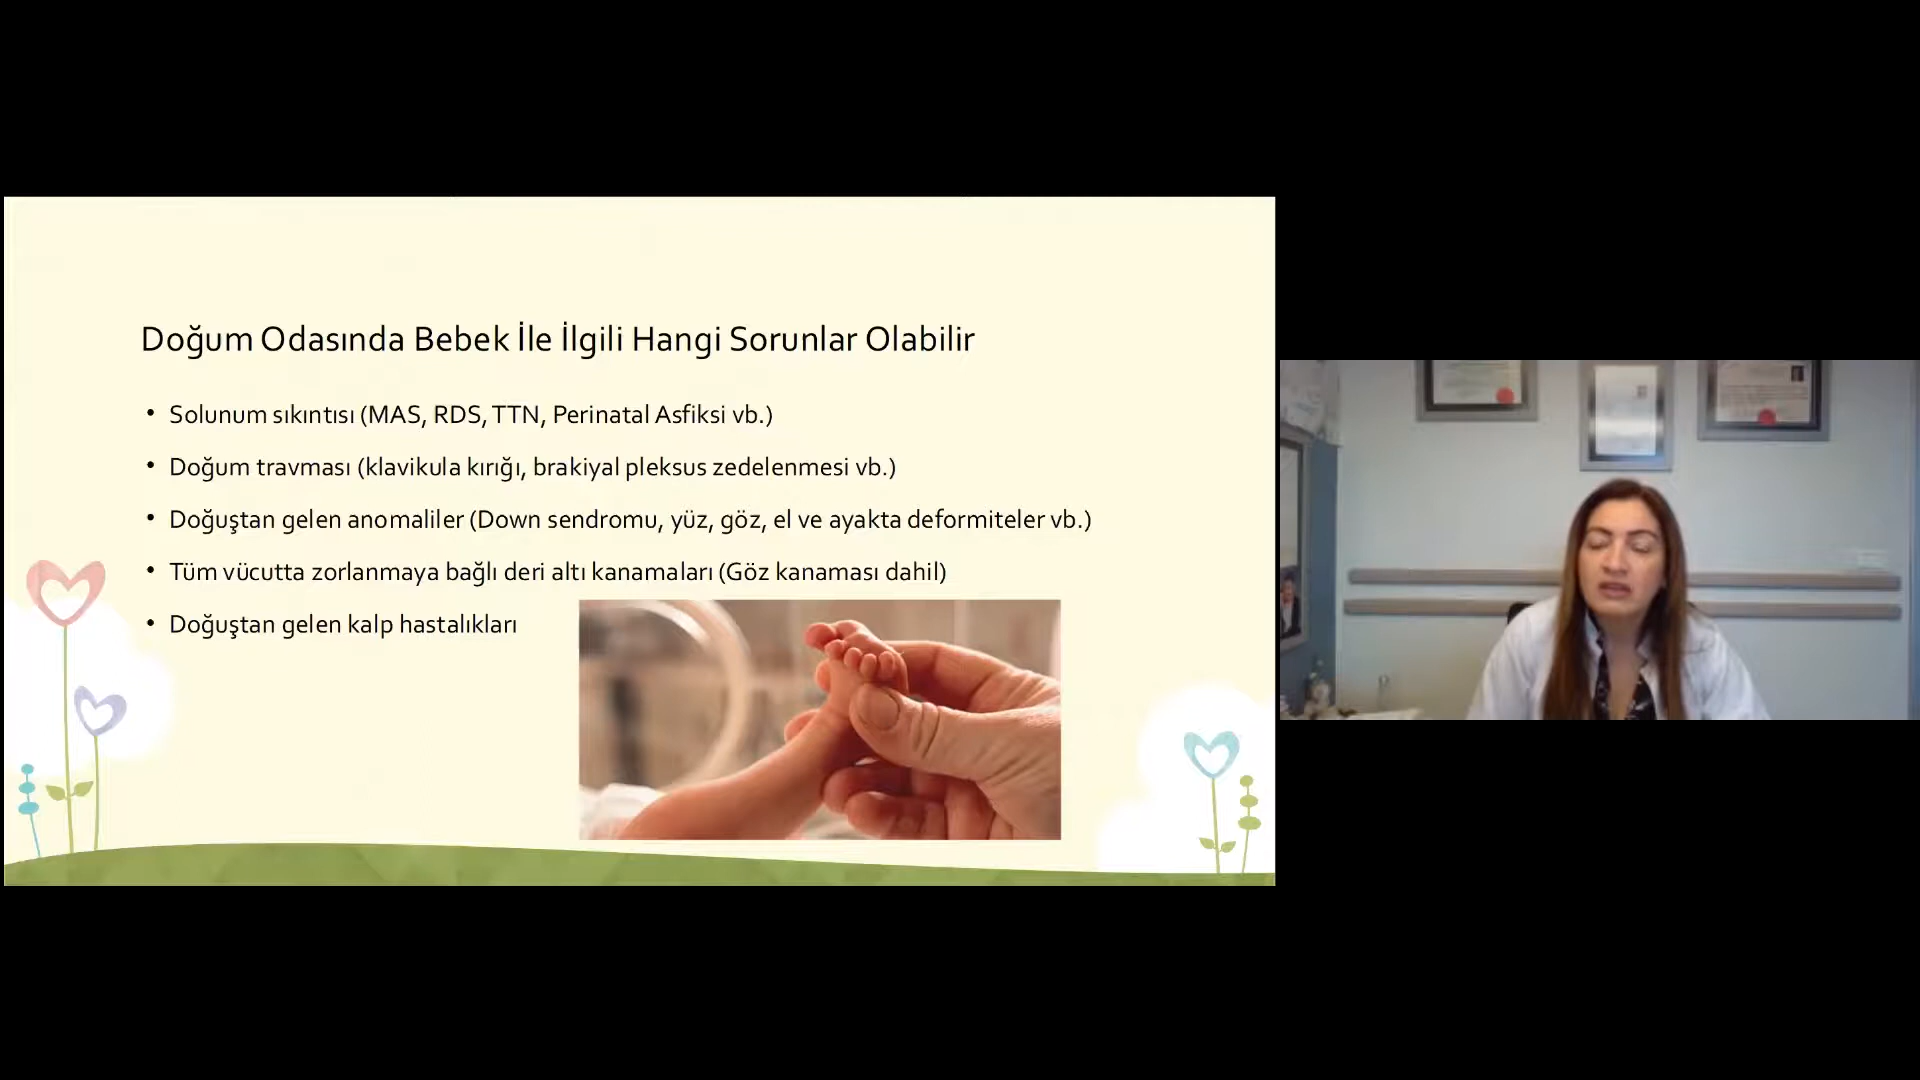 Doğum Odasında Bebek İle İlgili Hangi Sorunlar Olabilir
• Solunum sıkıntısı (MAS, RDS, TTN, Perinatal Asfiksi vb.)
• Doğum travması (klavikula kırığı, brakiyal pleksus zedelenmesi vb.)
• Doğuştan gelen anomaliler (Down sendromu, yüz, göz, el ve ayakta deformiteler vb.)
• Tüm vücutta zorlanmaya bağlı deri altı kanamaları (Göz kanaması dahil)
• Doğuştan gelen kalp hastalıkları